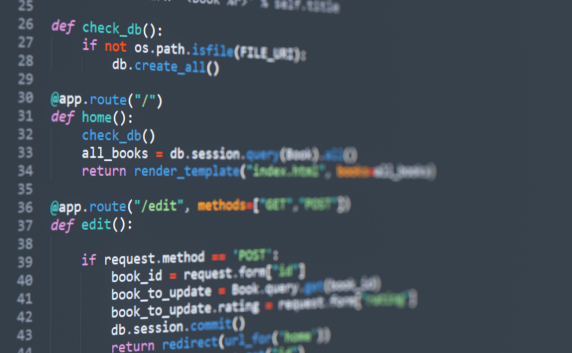 25 <Book %r>" % self.title
26 def check_db():
27 if not os.path.isfile(FILE_URI):
28 db.create_all()
29
30 @app.route("/")
31 def home():
32 check_db()
33 all_books = db.session.query(Book).all()
34 return render_template("index.html", books=all_books)
35
36 @app.route("/edit", methods=["GET","POST"])
37 def edit():
38
39 if request.method == 'POST':
40 book_id = request.form["id"]
41 book_to_update = Book.query.get(book_id)
42 book_to_update.rating = request.form["rating"]
43 db.session.commit()
44 return redirect(url_for('home'))